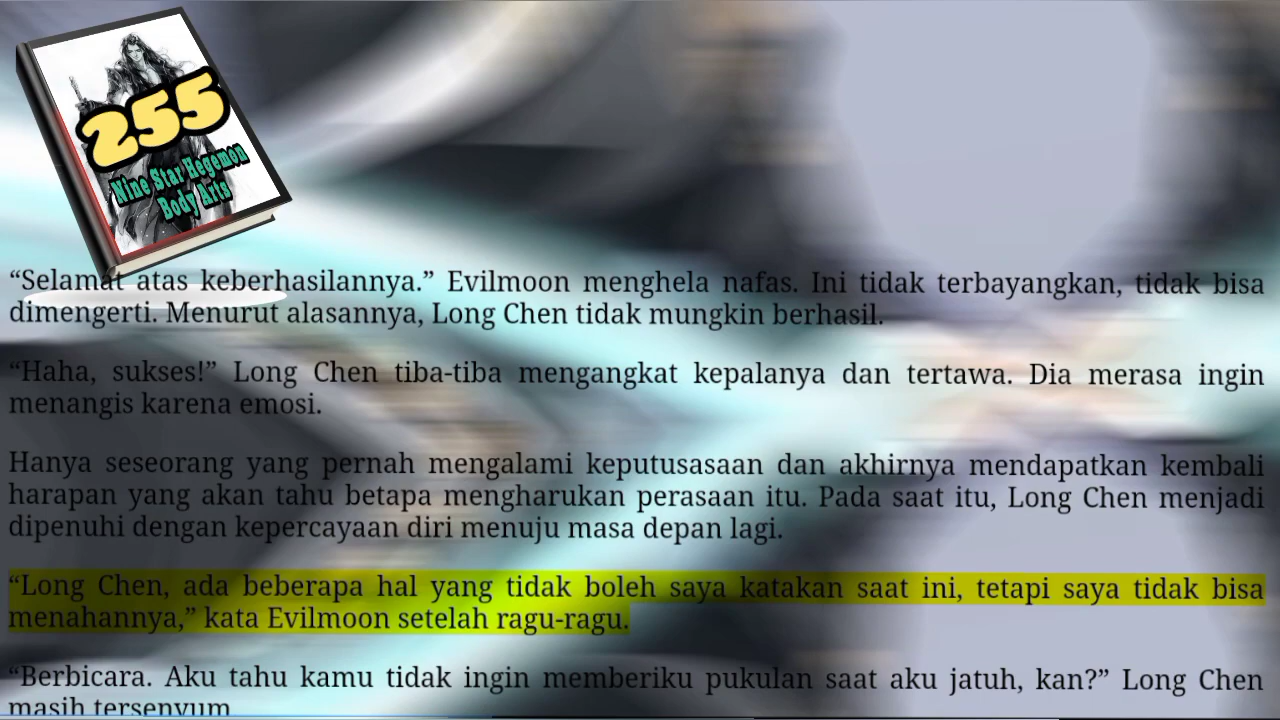 255
Nine Star Hegemon
Body Arts
“Selamat atas keberhasilannya.” Evilmoon menghela nafas. Ini tidak terbayangkan, tidak bisa
dimengerti. Menurut alasannya, Long Chen tidak mungkin berhasil.
“Haha, sukses!” Long Chen tiba-tiba mengangkat kepalanya dan tertawa. Dia merasa ingin
menangis karena emosi.
Hanya seseorang yang pernah mengalami keputusasaan dan akhirnya mendapatkan kembali
harapan yang akan tahu betapa mengharukan perasaan itu. Pada saat itu, Long Chen menjadi
dipenuhi dengan kepercayaan diri menuju masa depan lagi.
“Long Chen, ada beberapa hal yang tidak boleh saya katakan saat ini, tetapi saya tidak bisa
menahannya,” kata Evilmoon setelah ragu-ragu.
“Berbicara. Aku tahu kamu tidak ingin memberiku pukulan saat aku jatuh, kan?” Long Chen
masih tersenyum